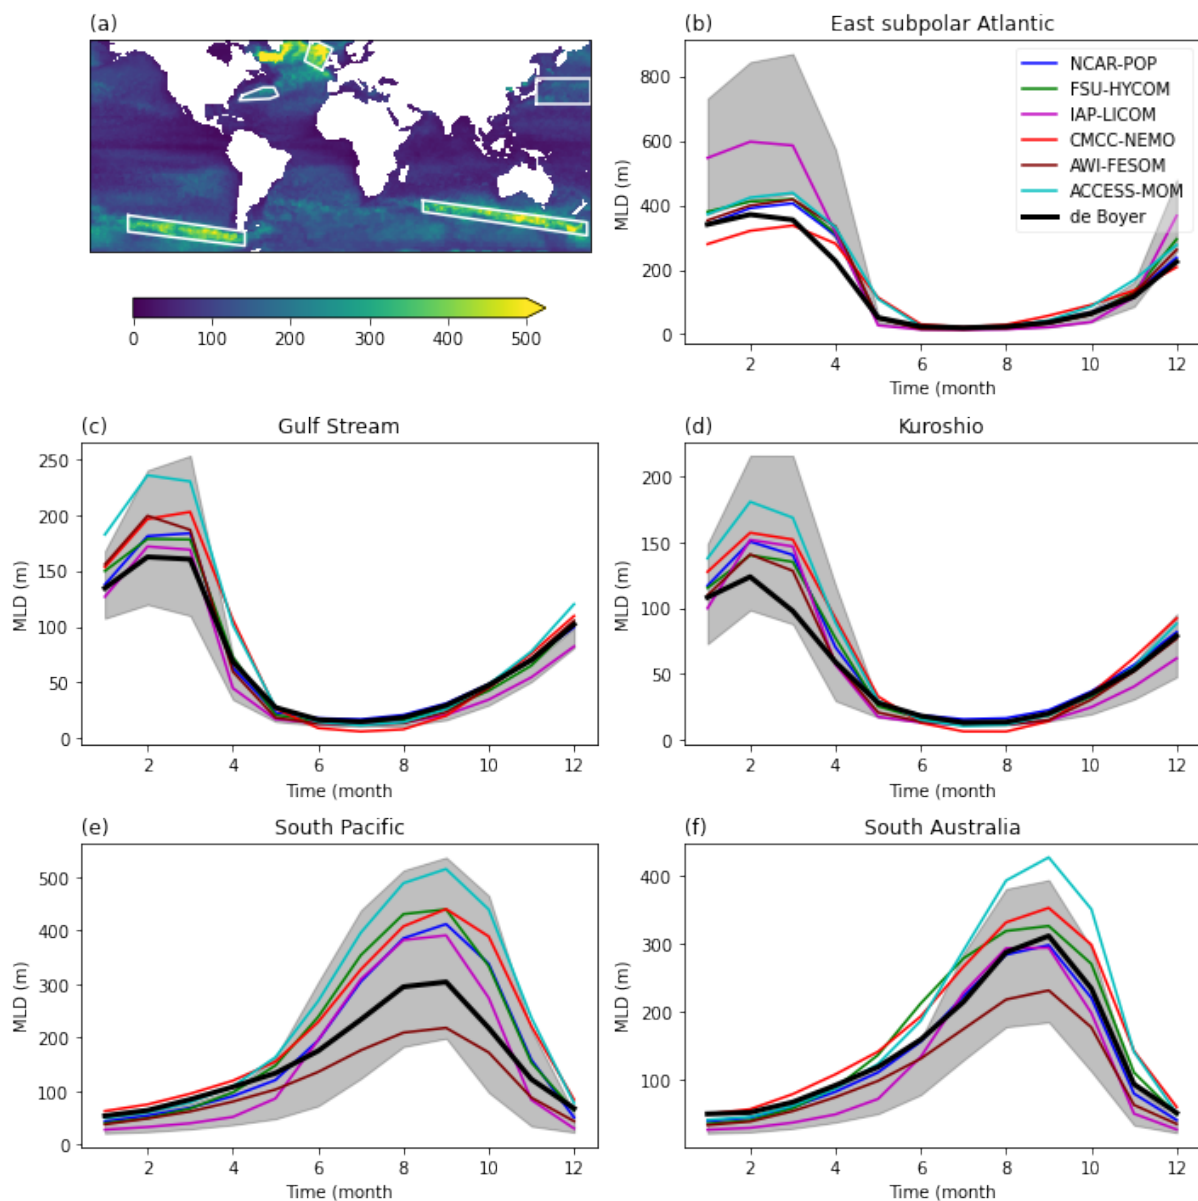 (a)
0 100 200 300 400 500
(b) East subpolar Atlantic
MLD (m)
800
600
400
200
0
NCAR-POP
FSU-HYCOM
IAP-LICOM
CMCC-NEMO
AWI-FESOM
ACCESS-MOM
de Boyer
2 4 6 8 10 12
Time (month
(c) Gulf Stream
MLD (m)
250
200
150
100
50
0
2 4 6 8 10 12
Time (month
(d) Kuroshio
MLD (m)
200
150
100
50
0
2 4 6 8 10 12
Time (month
(e) South Pacific
MLD (m)
500
400
300
200
100
0
2 4 6 8 10 12
Time (month
(f) South Australia
MLD (m)
400
300
200
100
2 4 6 8 10 12
Time (month